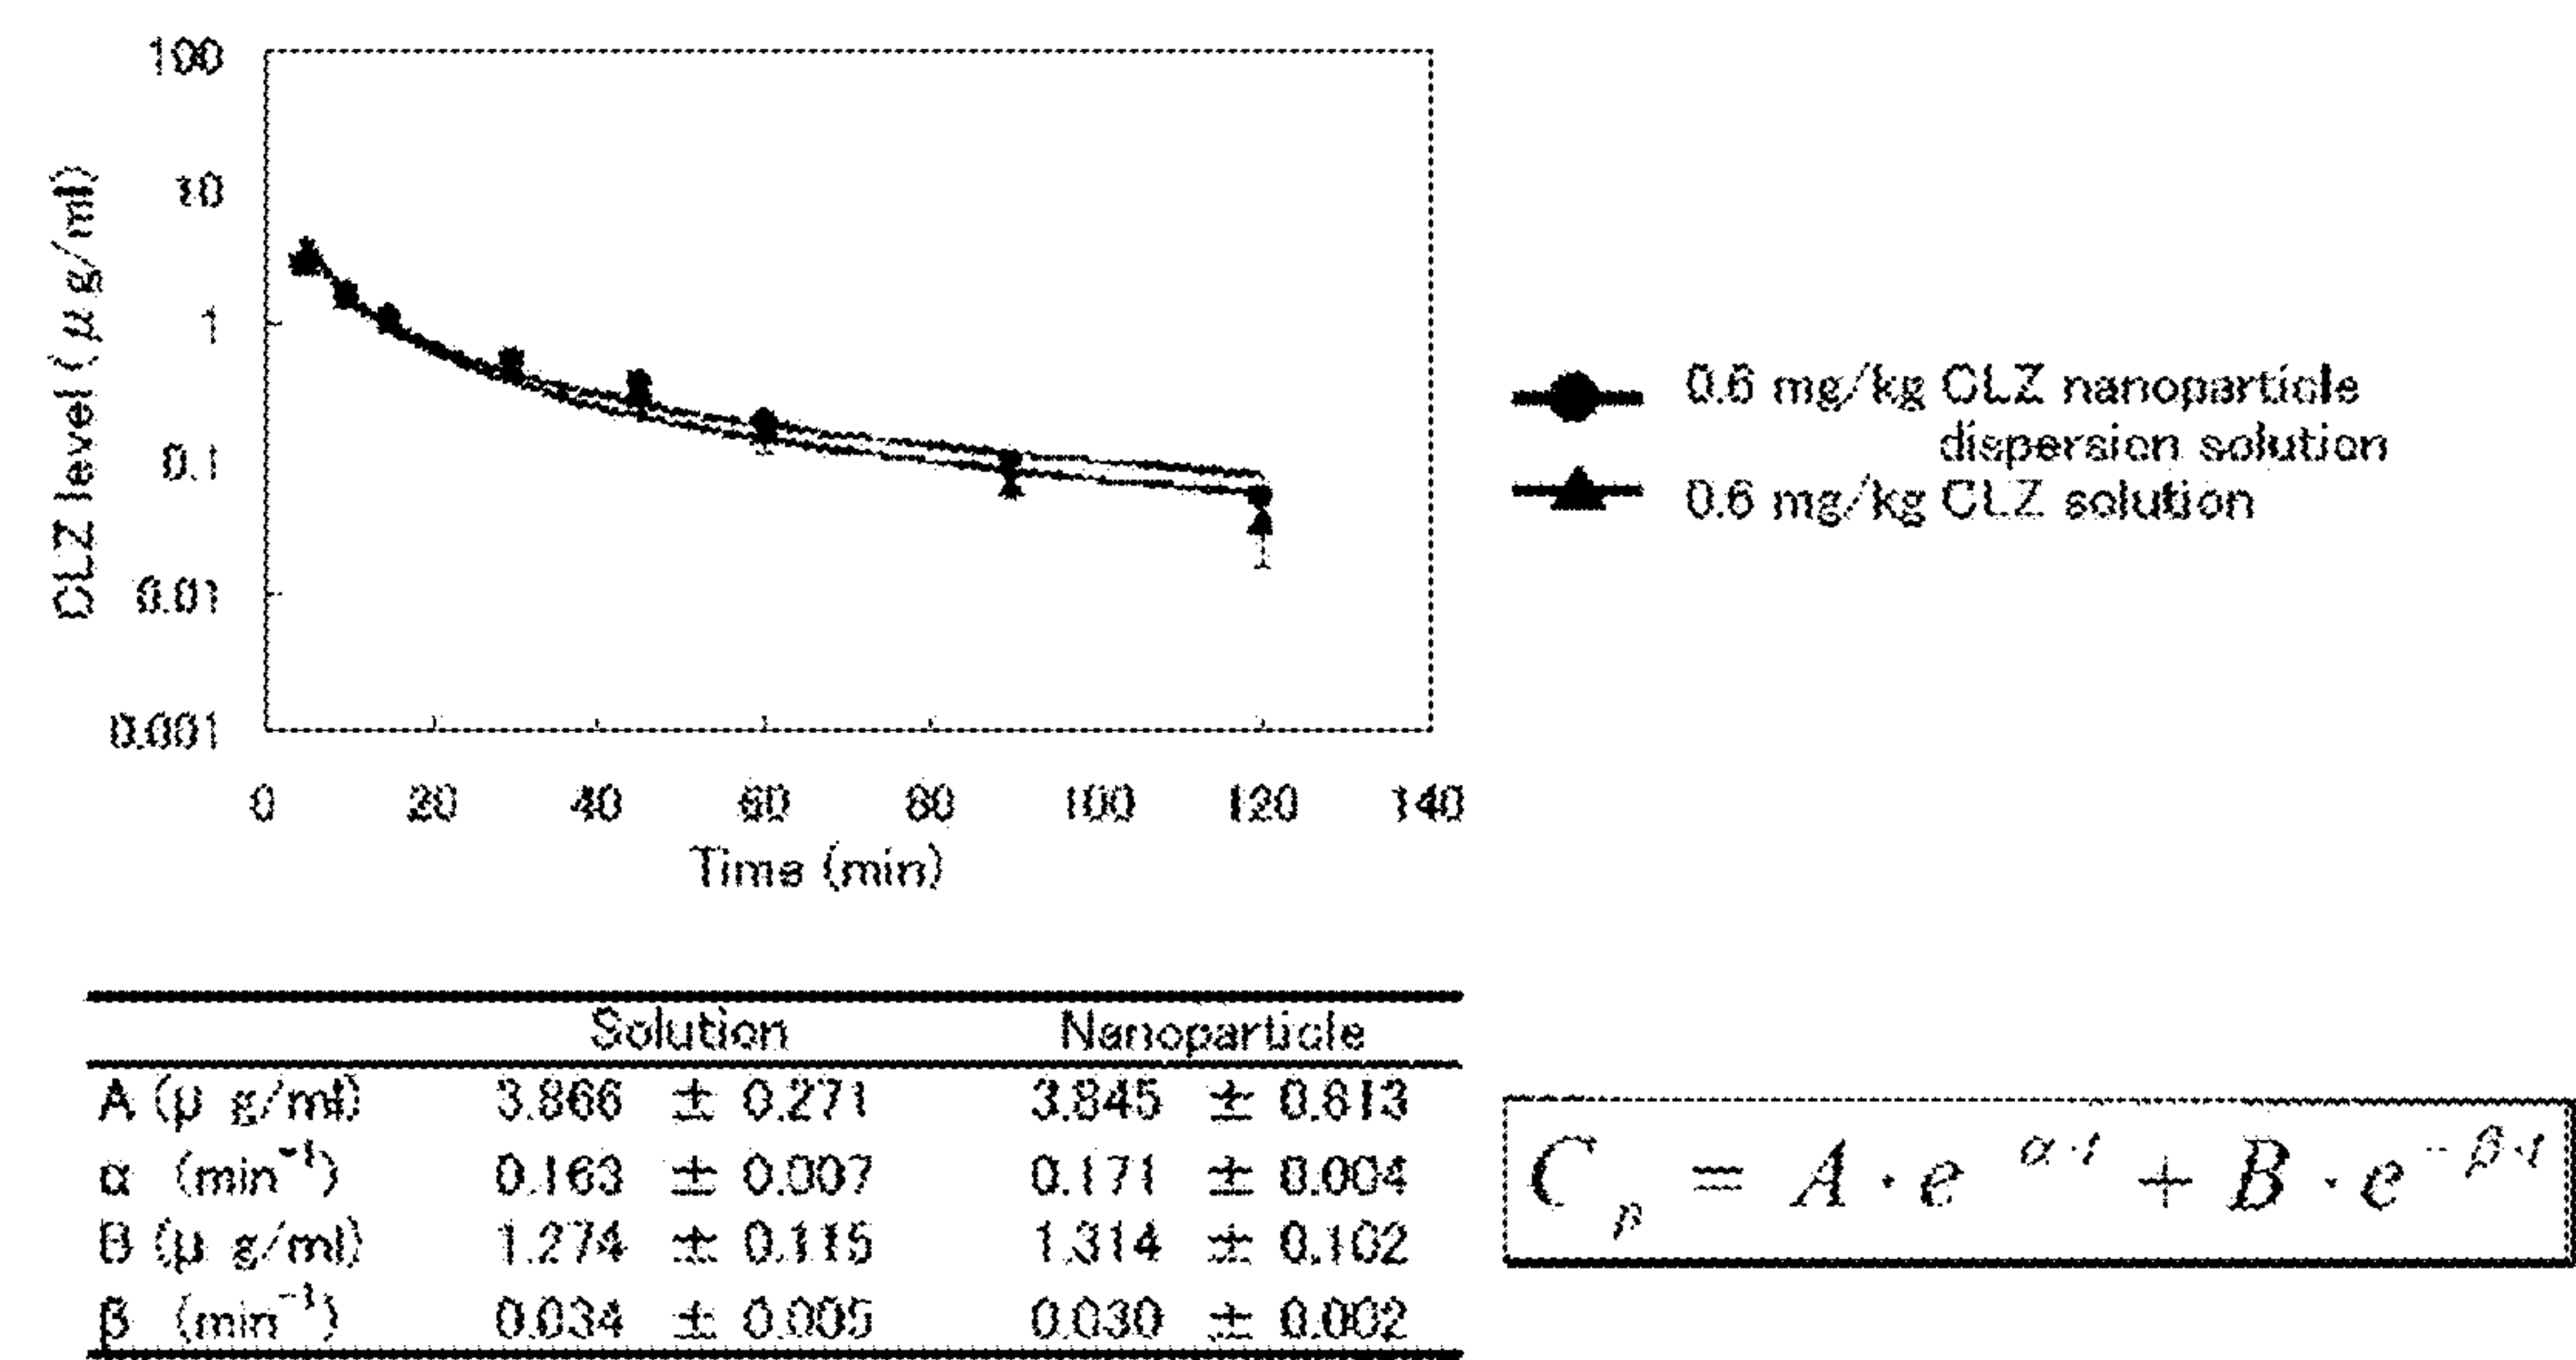 100
10
1
0.1
0.01
0.001
CLZ level (μg/ml)
0 20 40 60 80 100 120 140
Time (min)
0.6 mg/kg CLZ nanoparticle
dispersion solution
0.6 mg/kg CLZ solution
Solution Nanoparticle
A (μ g/ml) 3.866 ± 0.271 3.845 ± 0.613
α (min⁻¹) 0.163 ± 0.007 0.171 ± 0.004
B (μ g/ml) 1.274 ± 0.115 1.314 ± 0.102
β (min⁻¹) 0.034 ± 0.005 0.030 ± 0.002
C p = A · e α·t + B · e −β·t